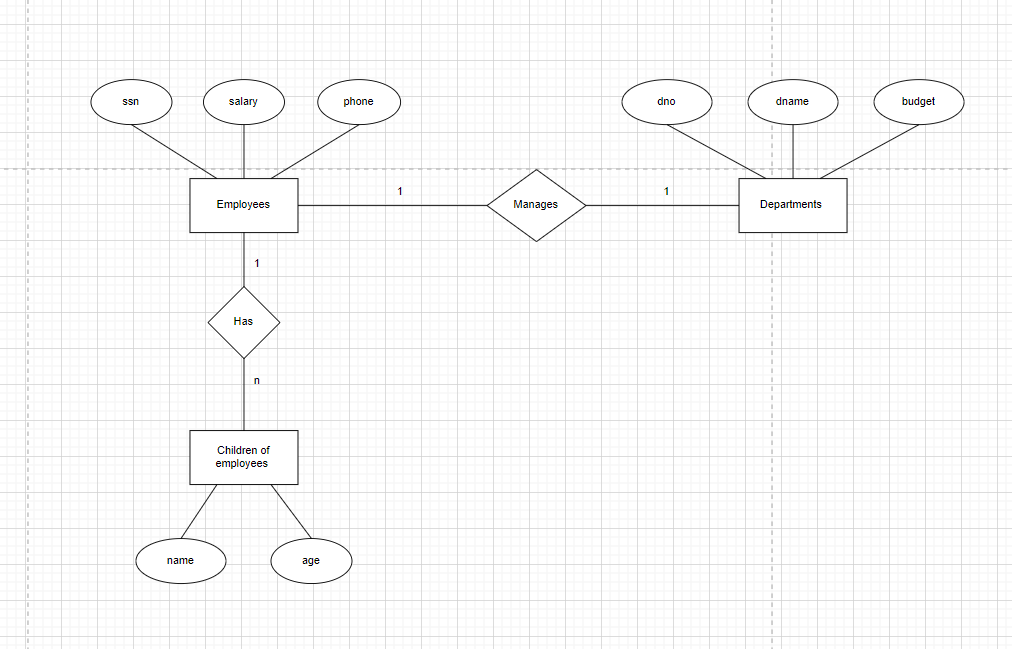 ssn
salary
phone
dno
dname
budget
Employees
1
Manages
1
Departments
1
Has
n
Children of
employees
name
age